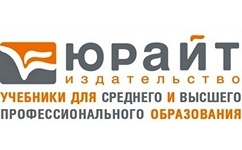 ЮРАЙТ
ИЗДАТЕЛЬСТВО
УЧЕБНИКИ ДЛЯ СРЕДНЕГО И ВЫСШЕГО
ПРОФЕССИОНАЛЬНОГО ОБРАЗОВАНИЯ